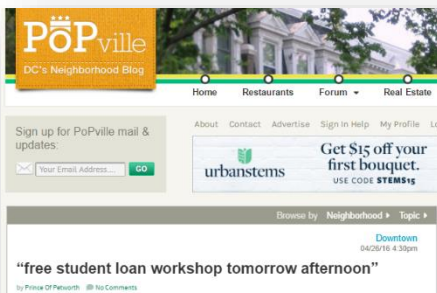 PoPville
DC's Neighborhood Blog
Home Restaurants Forum Real Estate
About Contact Advertise Sign In Help My Profile
Sign up for PoPville mail &
updates:
Your Email Address... GO
urbanstems
Get $15 off your
first bouquet.
USE CODE STEMS15
Browse by Neighborhood Topic
Downtown
04/26/16 4:30pm
“free student loan workshop tomorrow afternoon”
by Prince Of Petworth No Comments